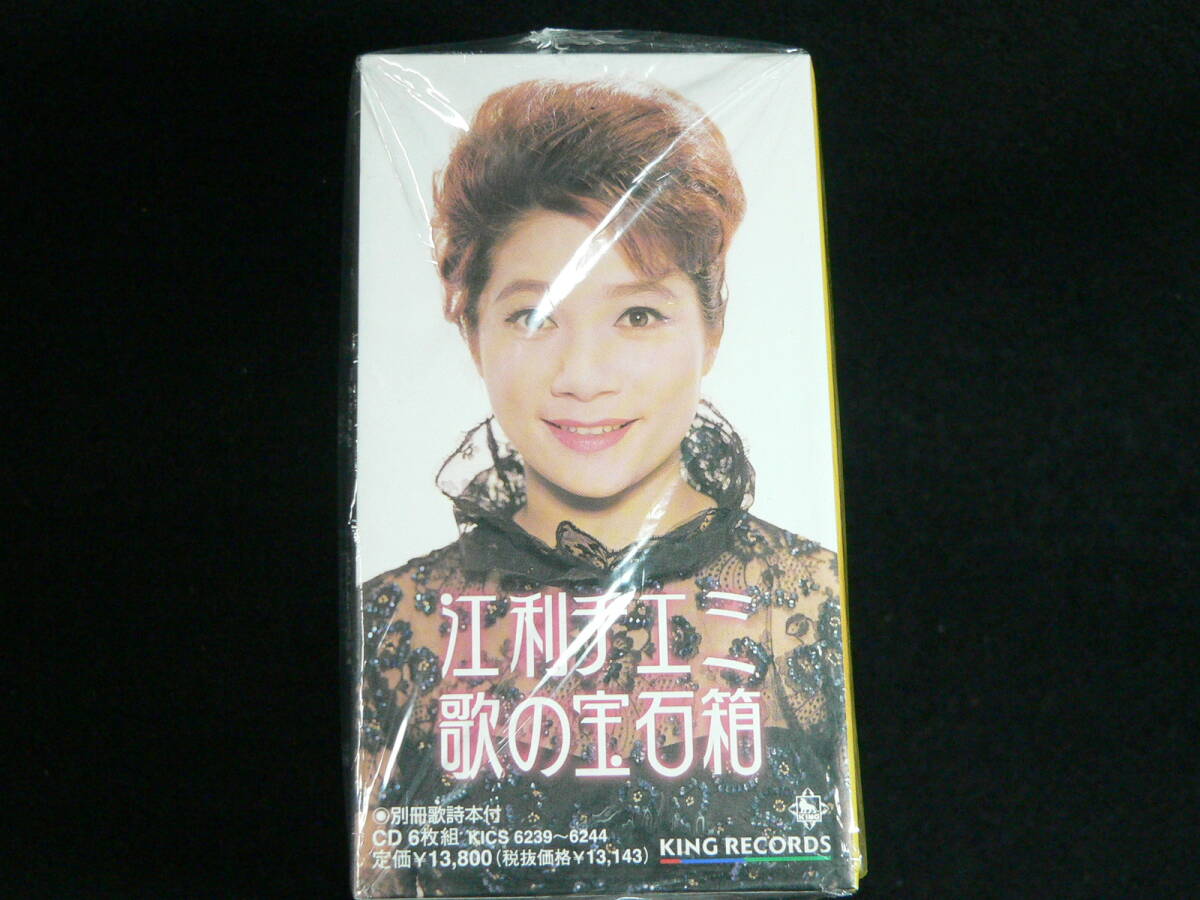 江利チエミ
歌の宝石箱
◎別冊歌詩本付
CD 6枚組 KICS 6239〜6244
定価¥13,800(税抜価格¥13,143)
KING
KING RECORDS